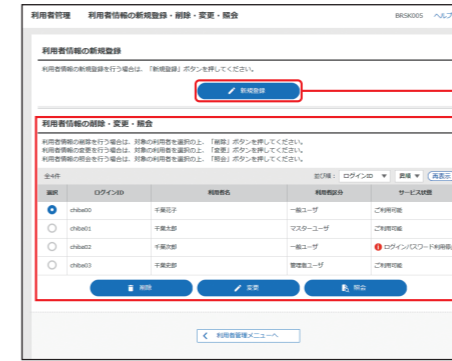 利用者管理 利用者情報の新規登録・削除・変更・照会 BRSK005 ヘルプ
利用者情報の新規登録
利用者情報の新規登録を行う場合は、「新規登録」ボタンを押してください。
新規登録
利用者情報の削除・変更・照会
利用者情報の削除を行う場合は、対象の利用者を選択の上、「削除」ボタンを押してください。
利用者情報の変更を行う場合は、対象の利用者を選択の上、「変更」ボタンを押してください。
利用者情報の照会を行う場合は、対象の利用者を選択の上、「照会」ボタンを押してください。
全4件 並び順： ログインID ▼ 昇順 ▼ 再表示
選択 ログインID 利用者名 利用者区分 サービス状態
chiba00 千葉花子 一般ユーザ ご利用可能
chiba01 千葉太郎 マスターユーザ ご利用可能
chiba02 千葉次郎 一般ユーザ ログインパスワード利用停
chiba03 千葉史郎 管理者ユーザ ご利用可能
削除 変更 照会
利用者管理メニューへ